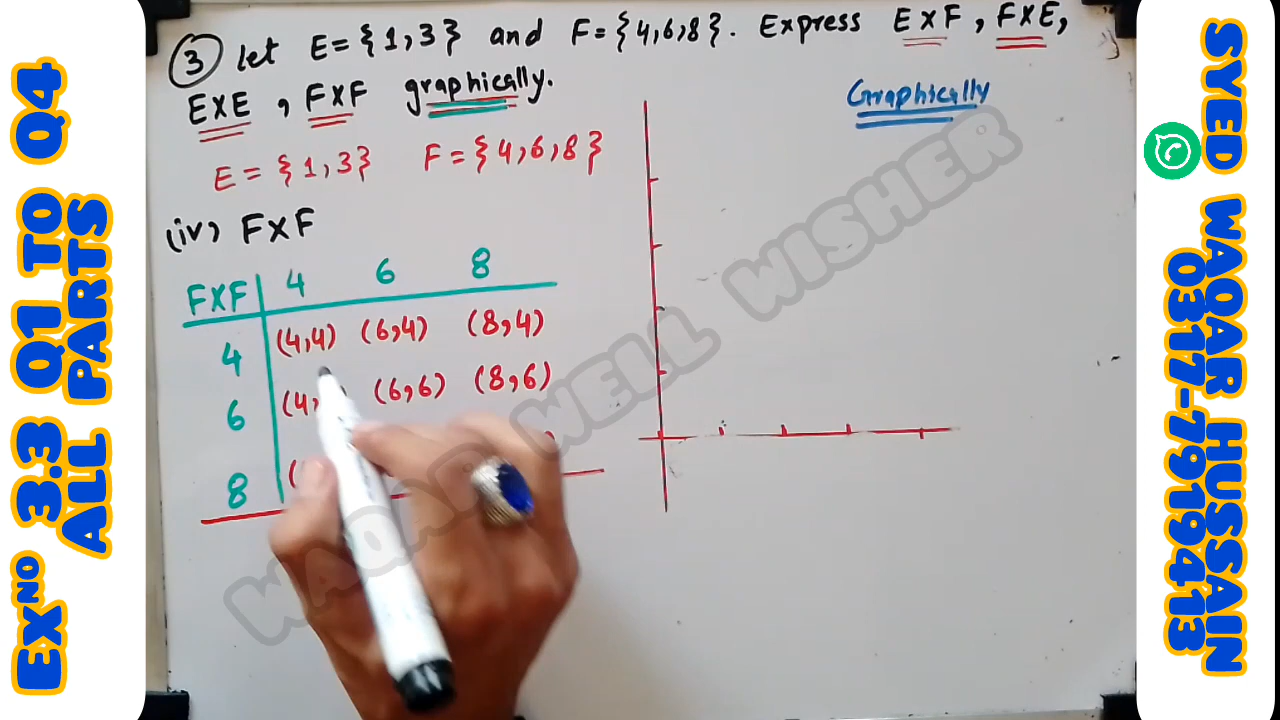 (3) let E = {1,3} and F = {4,6,8}. Express E×F, F×E,
E×E, F×F graphically.
Graphically
E = {1,3} F = {4,6,8}
(iv) F×F
F×F 4 6 8
4 (4,4) (6,4) (8,4)
6 (4, (6,6) (8,6)
8 (
WAQAR WELL WISHER
EXNO 3.3 Q1 TO Q4
ALL PARTS
SYED WAQAR HUSSAIN
0317-7919413